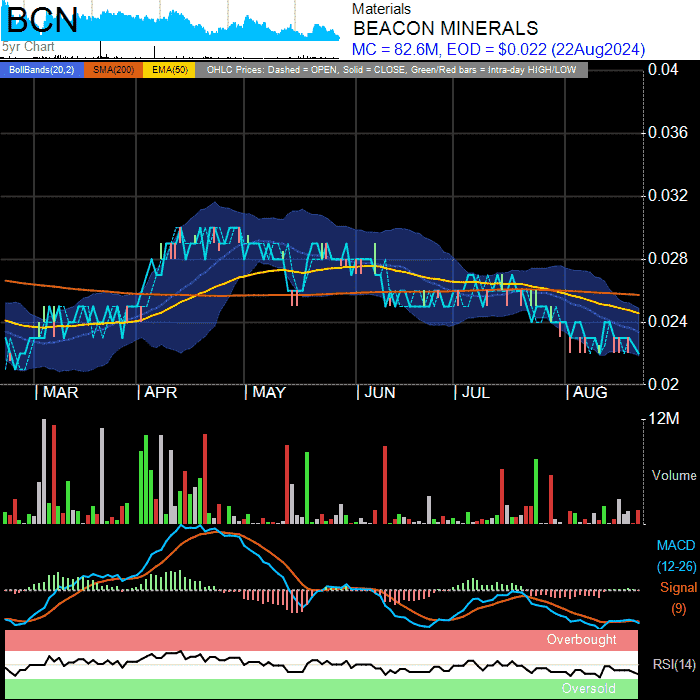 BCN
5yr Chart
Materials
BEACON MINERALS
MC = 82.6M, EOD = $0.022 (22Aug2024)
BollBands(20,2) SMA(200) EMA(50) OHLC Prices: Dashed = OPEN, Solid = CLOSE, Green/Red bars = Intra-day HIGH/LOW
0.04
0.036
0.032
0.028
0.024
0.02
MAR APR MAY JUN JUL AUG
12M
Volume
MACD
(12-26)
Signal
(9)
Overbought
RSI(14)
Oversold